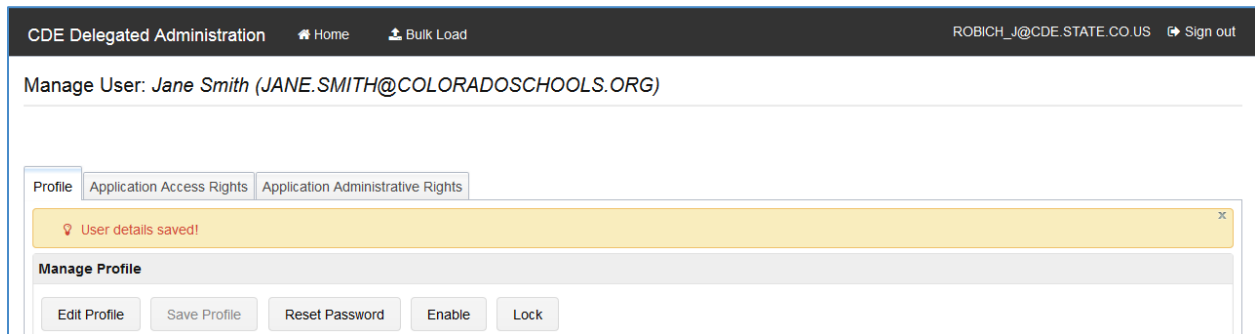 CDE Delegated Administration Home Bulk Load ROBICH_J@CDE.STATE.CO.US Sign out
Manage User: Jane Smith (JANE.SMITH@COLORADOSCHOOLS.ORG)
Profile Application Access Rights Application Administrative Rights
User details saved! x
Manage Profile
Edit Profile Save Profile Reset Password Enable Lock